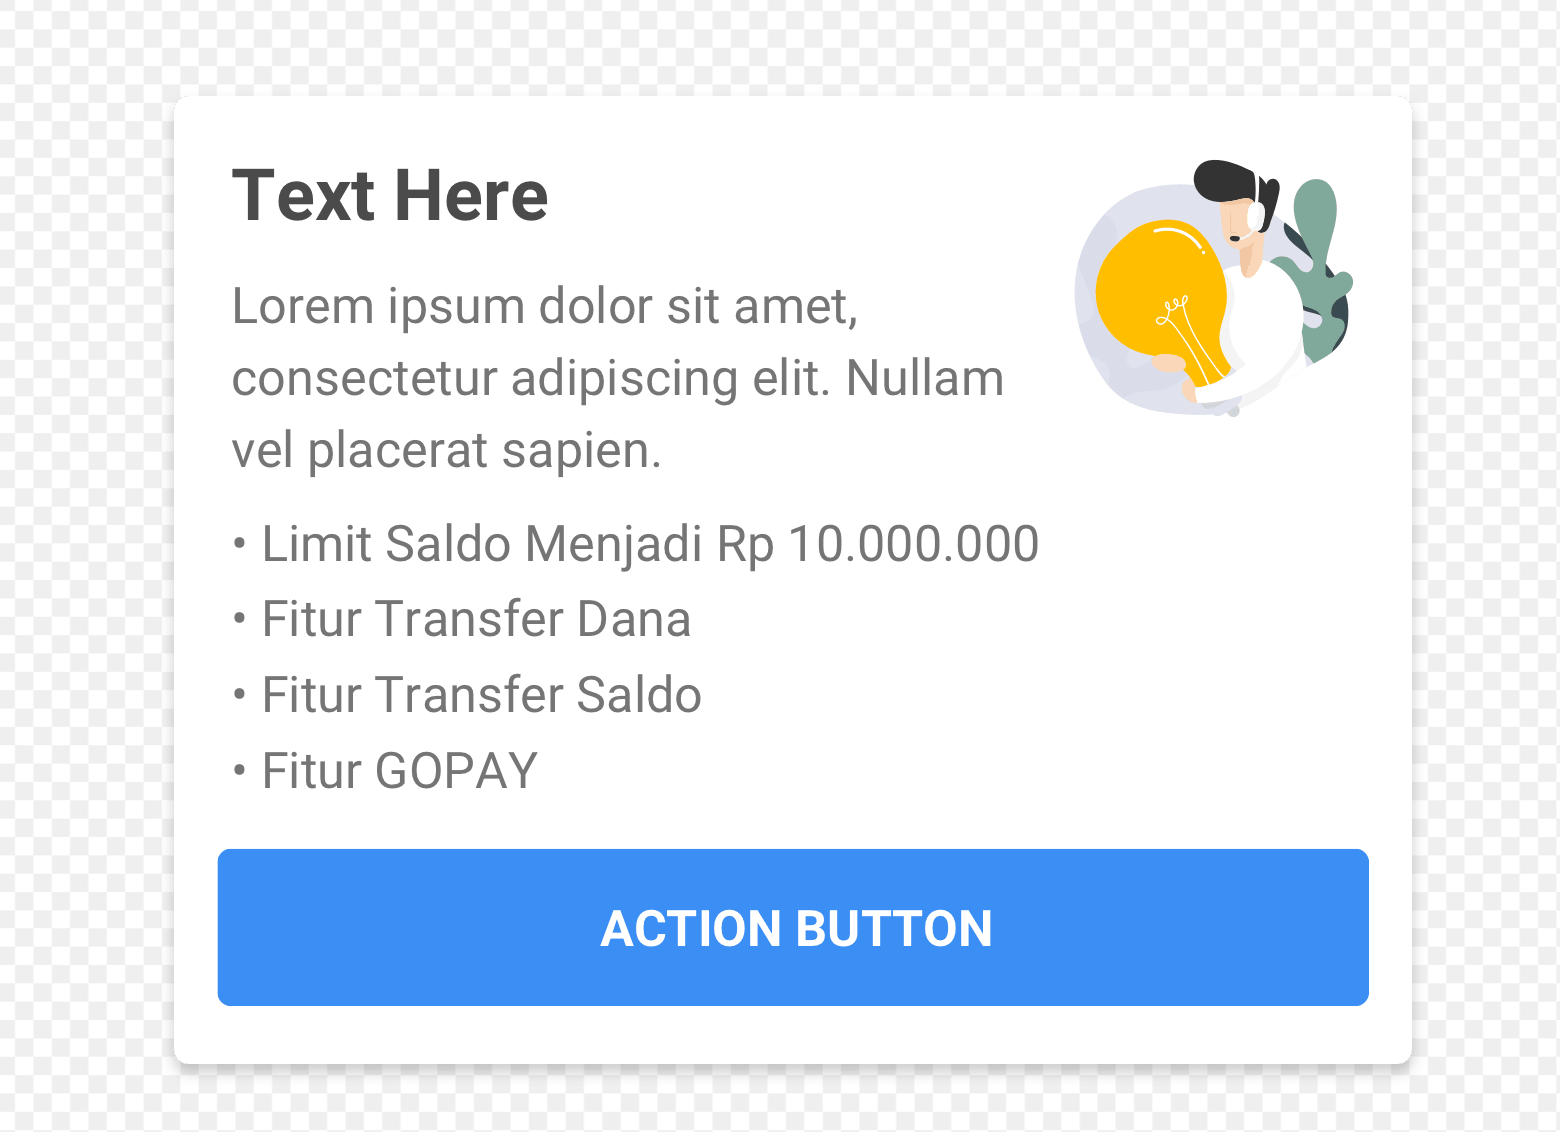 Text Here
Lorem ipsum dolor sit amet,
consectetur adipiscing elit. Nullam
vel placerat sapien.
• Limit Saldo Menjadi Rp 10.000.000
• Fitur Transfer Dana
• Fitur Transfer Saldo
• Fitur GOPAY
ACTION BUTTON